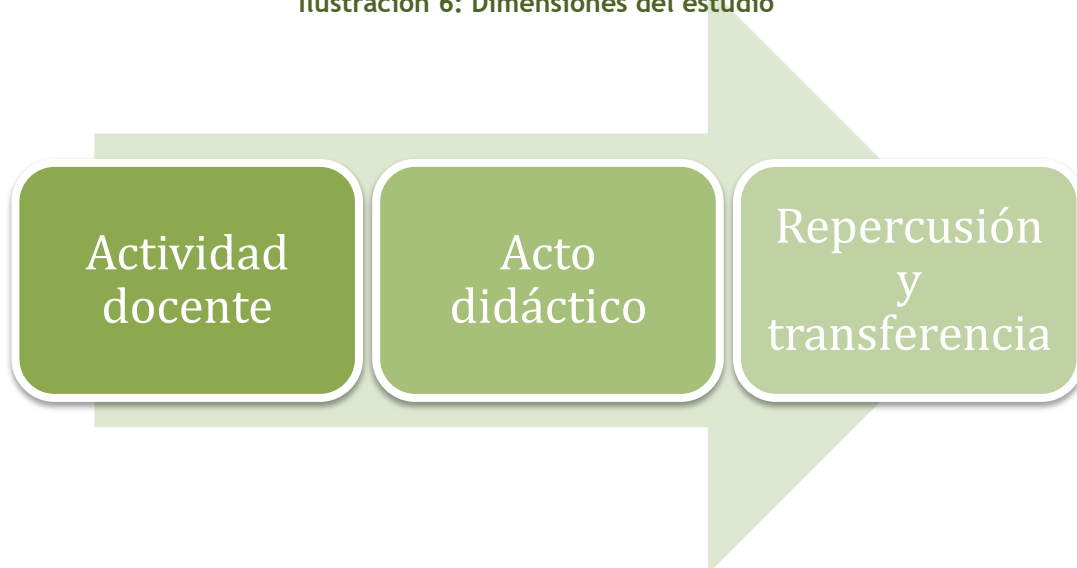 Ilustración 6: Dimensiones del estudio
Actividad
docente
Acto
didáctico
Repercusión
y
transferencia